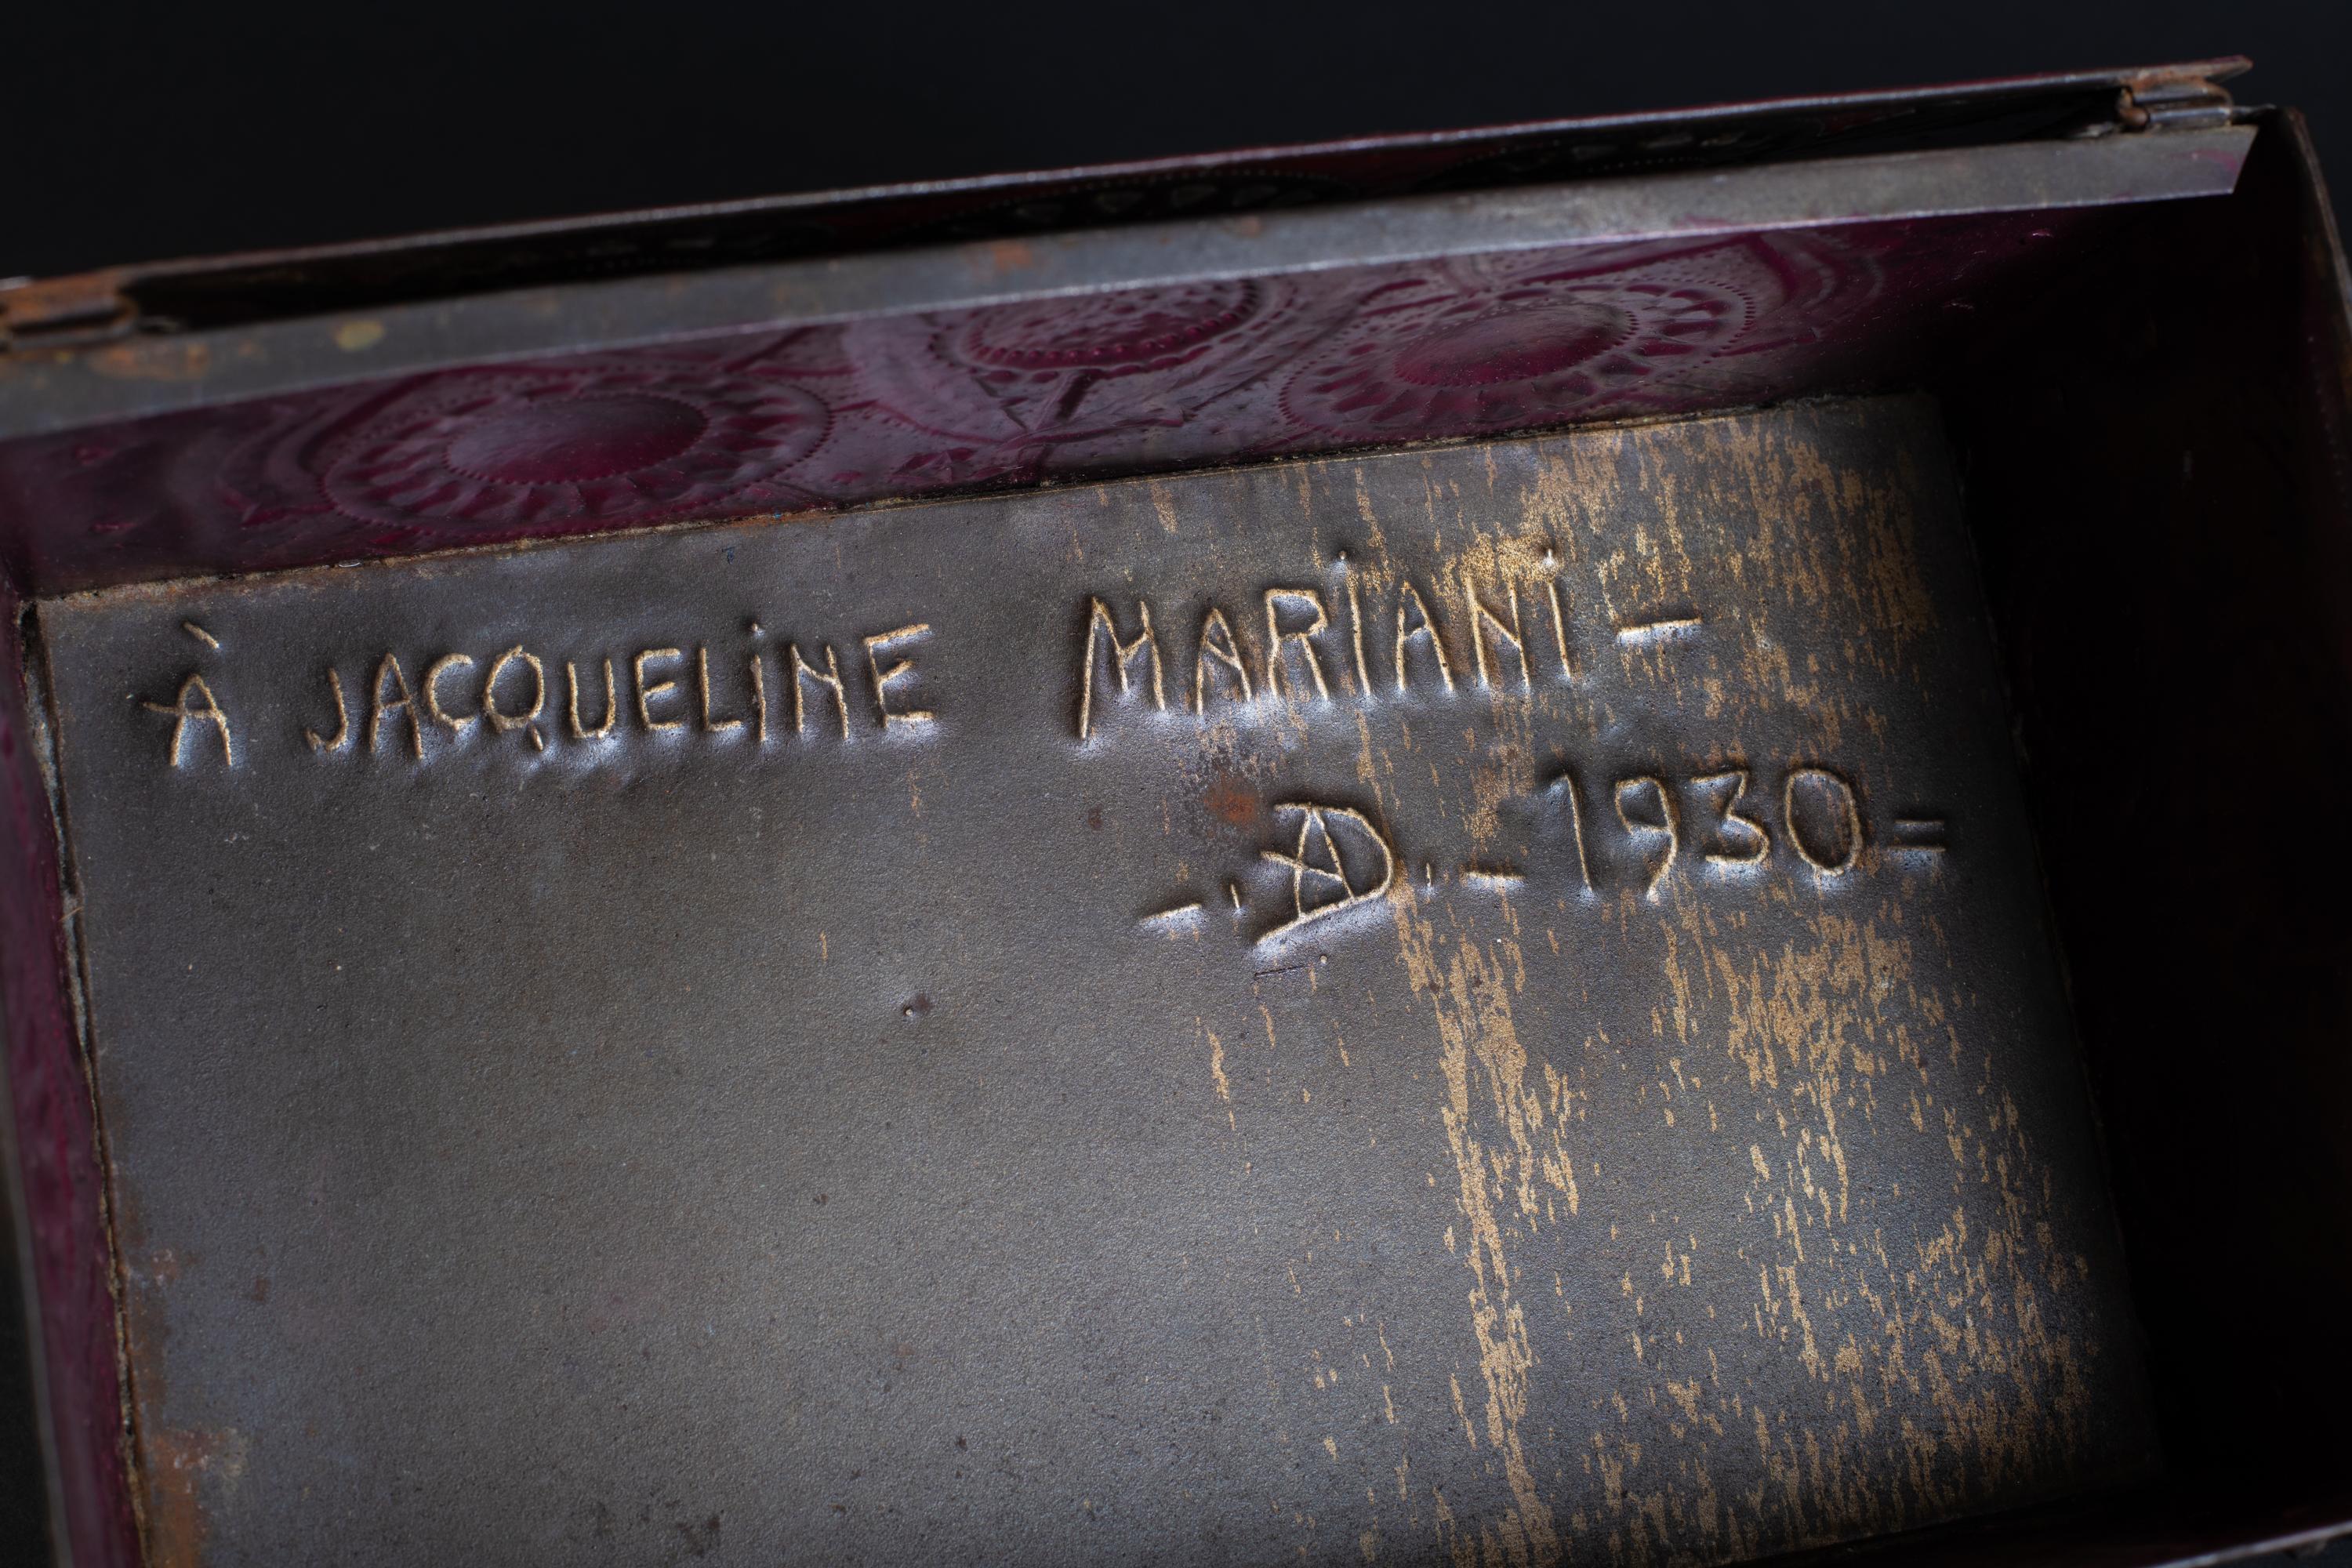 À JACQUELiNE MARiANi –
– . AD . – 1930 =